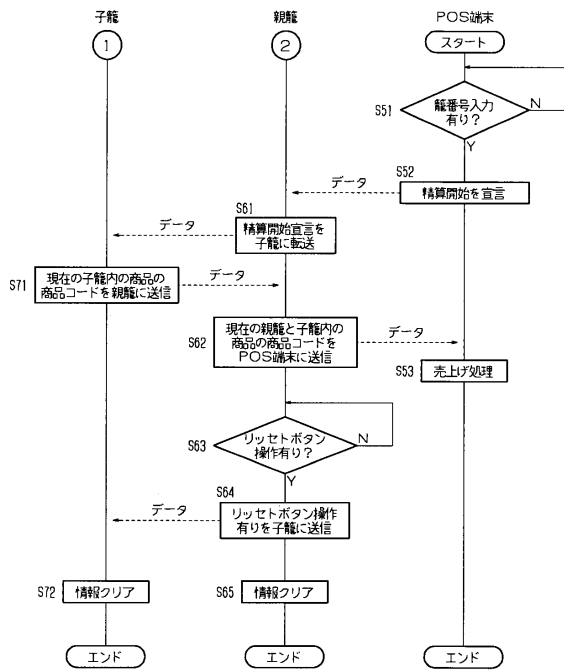 子籠
親籠
POS端末
1
2
スタート
S51
籠番号入力
有り？
N
Y
S52
精算開始を宣言
データ
S61
精算開始宣言を
子籠に転送
データ
S71
現在の子籠内の商品の
商品コードを親籠に送信
データ
S62
現在の親籠と子籠内の
商品の商品コードを
POS端末に送信
データ
S53
売上げ処理
S63
リッセトボタン
操作有り？
N
Y
S64
リッセトボタン操作
有りを子籠に送信
データ
S72
情報クリア
S65
情報クリア
エンド
エンド
エンド